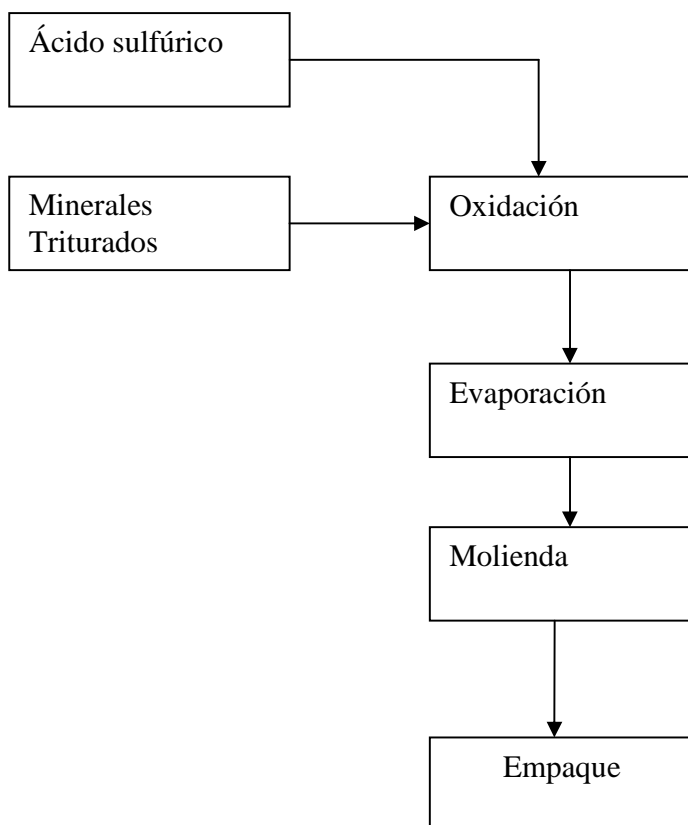 Ácido sulfúrico
Minerales
Triturados
Oxidación
Evaporación
Molienda
Empaque